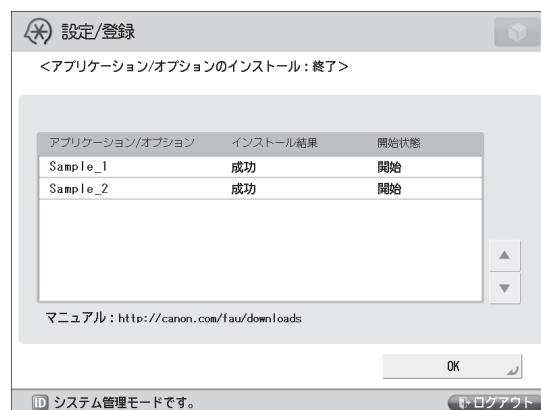 設定/登録
<アプリケーション/オプションのインストール:終了>
アプリケーション/オプション インストール結果 開始状態
Sample_1 成功 開始
Sample_2 成功 開始
マニュアル:http://canon.com/fau/downloads
OK
ID システム管理モードです。 ログアウト